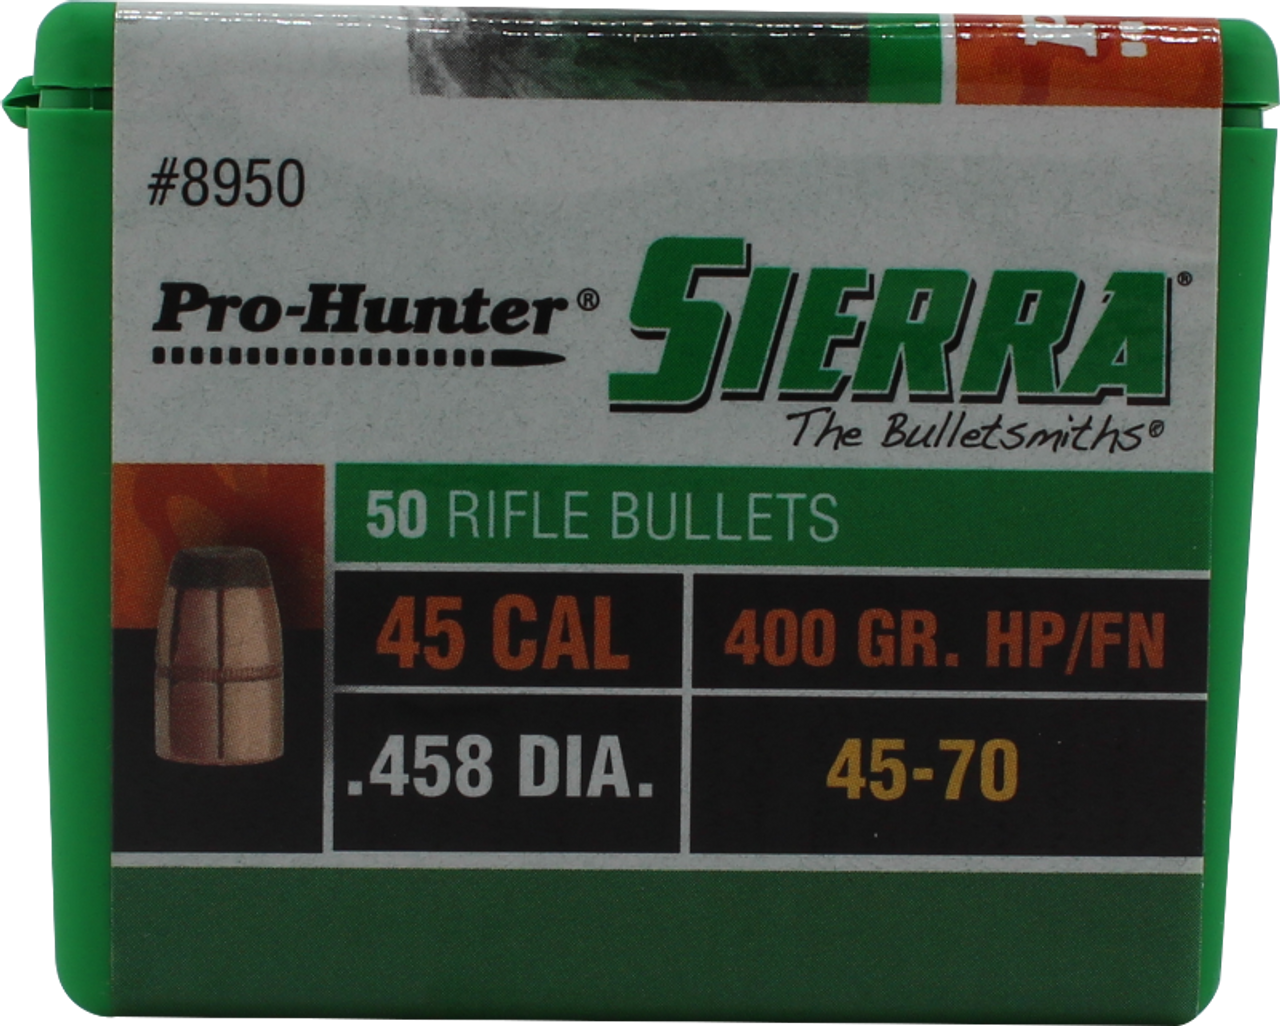 #8950
Pro-Hunter®
SIERRA®
The Bulletsmiths®
50 RIFLE BULLETS
45 CAL
400 GR. HP/FN
.458 DIA.
45-70